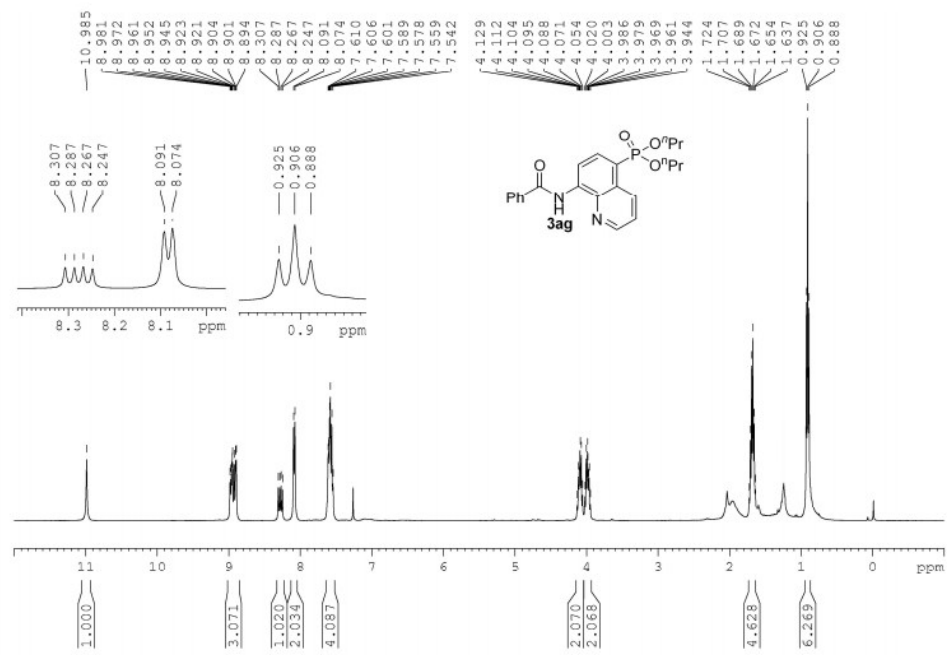 10.985 8.981 8.972 8.961 8.952 8.945 8.923 8.921 8.904 8.901 8.894 8.307 8.287 8.267 8.247 8.091 8.074 7.610 7.606 7.601 7.589 7.578 7.559 7.542 4.129 4.112 4.104 4.095 4.088 4.071 4.054 4.020 4.003 3.986 3.979 3.969 3.961 3.944 1.724 1.707 1.689 1.672 1.654 1.637 0.925 0.906 0.888
8.307 8.287 8.267 8.247 8.091 8.074
0.925 0.906 0.888
8.3 8.2 8.1 ppm
0.9 ppm
O OⁿPr
P
OⁿPr
O
Ph N
H
N
3ag
11 10 9 8 7 6 5 4 3 2 1 0 ppm
1.000 3.071 1.020 2.034 4.087 2.070 2.068 4.628 6.269